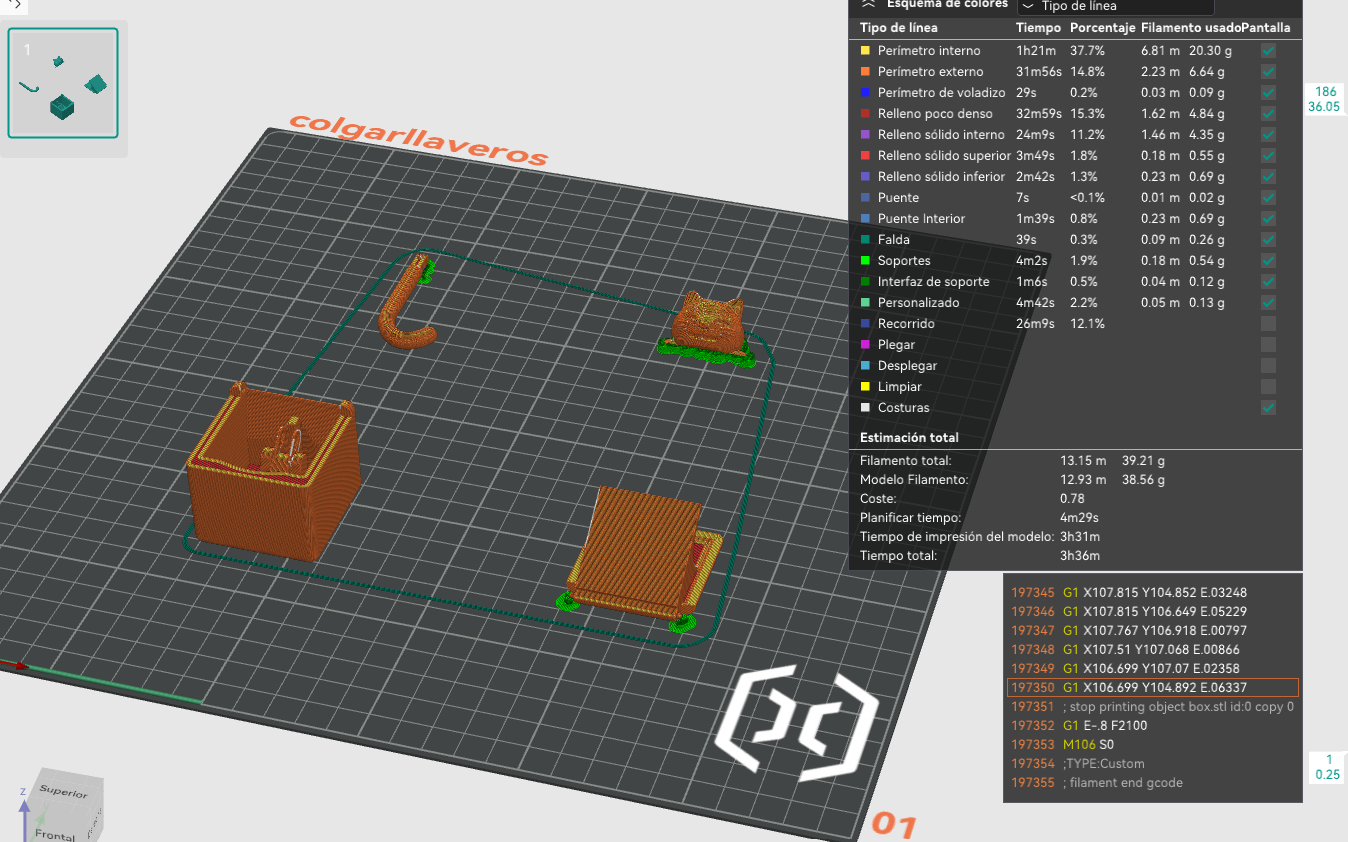 1
colgarllaveros
01
Superior
Frontal
Z
Esquema de colores Tipo de línea
Tipo de línea Tiempo Porcentaje Filamento usado Pantalla
Perímetro interno 1h21m 37.7% 6.81 m 20.30 g
Perímetro externo 31m56s 14.8% 2.23 m 6.64 g
Perímetro de voladizo 29s 0.2% 0.03 m 0.09 g
Relleno poco denso 32m59s 15.3% 1.62 m 4.84 g
Relleno sólido interno 24m9s 11.2% 1.46 m 4.35 g
Relleno sólido superior 3m49s 1.8% 0.18 m 0.55 g
Relleno sólido inferior 2m42s 1.3% 0.23 m 0.69 g
Puente 7s <0.1% 0.01 m 0.02 g
Puente Interior 1m39s 0.8% 0.23 m 0.69 g
Falda 39s 0.3% 0.09 m 0.26 g
Soportes 4m2s 1.9% 0.18 m 0.54 g
Interfaz de soporte 1m6s 0.5% 0.04 m 0.12 g
Personalizado 4m42s 2.2% 0.05 m 0.13 g
Recorrido 26m9s 12.1%
Plegar
Desplegar
Limpiar
Costuras
Estimación total
Filamento total: 13.15 m 39.21 g
Modelo Filamento: 12.93 m 38.56 g
Coste: 0.78
Planificar tiempo: 4m29s
Tiempo de impresión del modelo: 3h31m
Tiempo total: 3h36m
186
36.05
197345 G1 X107.815 Y104.852 E.03248
197346 G1 X107.815 Y106.649 E.05229
197347 G1 X107.767 Y106.918 E.00797
197348 G1 X107.51 Y107.068 E.00866
197349 G1 X106.699 Y107.07 E.02358
197350 G1 X106.699 Y104.892 E.06337
197351 ; stop printing object box.stl id:0 copy 0
197352 G1 E-.8 F2100
197353 M106 S0
197354 ;TYPE:Custom
197355 ; filament end gcode
1
0.25